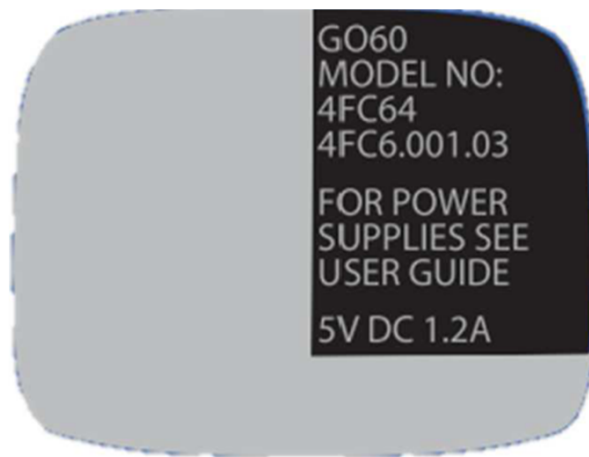 GO60
MODEL NO:
4FC64
4FC6.001.03
FOR POWER
SUPPLIES SEE
USER GUIDE
5V DC 1.2A